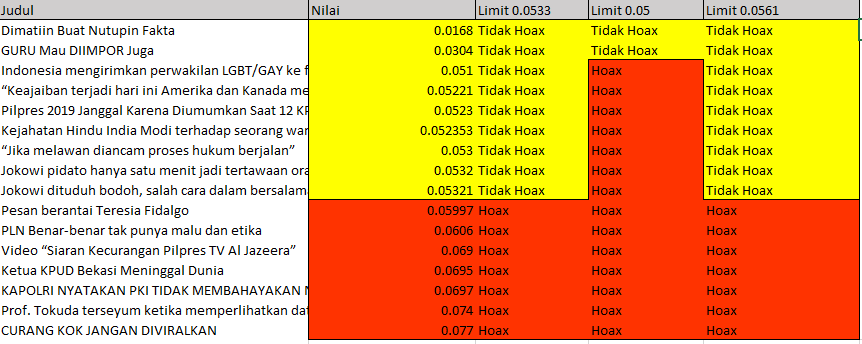 Judul Nilai Limit 0.0533 Limit 0.05 Limit 0.0561
Dimatiin Buat Nutupin Fakta 0.0168 Tidak Hoax Tidak Hoax Tidak Hoax
GURU Mau DIIMPOR Juga 0.0304 Tidak Hoax Tidak Hoax Tidak Hoax
Indonesia mengirimkan perwakilan LGBT/GAY ke f 0.051 Tidak Hoax Hoax Tidak Hoax
“Keajaiban terjadi hari ini Amerika dan Kanada me 0.05221 Tidak Hoax Hoax Tidak Hoax
Pilpres 2019 Janggal Karena Diumumkan Saat 12 KP 0.0523 Tidak Hoax Hoax Tidak Hoax
Kejahatan Hindu India Modi terhadap seorang wan 0.052353 Tidak Hoax Hoax Tidak Hoax
“Jika melawan diancam proses hukum berjalan” 0.053 Tidak Hoax Hoax Tidak Hoax
Jokowi pidato hanya satu menit jadi tertawaan ora 0.0532 Tidak Hoax Hoax Tidak Hoax
Jokowi dituduh bodoh, salah cara dalam bersalam 0.05321 Tidak Hoax Hoax Tidak Hoax
Pesan berantai Teresia Fidalgo 0.05997 Hoax Hoax Hoax
PLN Benar-benar tak punya malu dan etika 0.0606 Hoax Hoax Hoax
Video “Siaran Kecurangan Pilpres TV Al Jazeera” 0.069 Hoax Hoax Hoax
Ketua KPUD Bekasi Meninggal Dunia 0.0695 Hoax Hoax Hoax
KAPOLRI NYATAKAN PKI TIDAK MEMBAHAYAKAN N 0.0697 Hoax Hoax Hoax
Prof. Tokuda terseyum ketika memperlihatkan dat 0.074 Hoax Hoax Hoax
CURANG KOK JANGAN DIVIRALKAN 0.077 Hoax Hoax Hoax